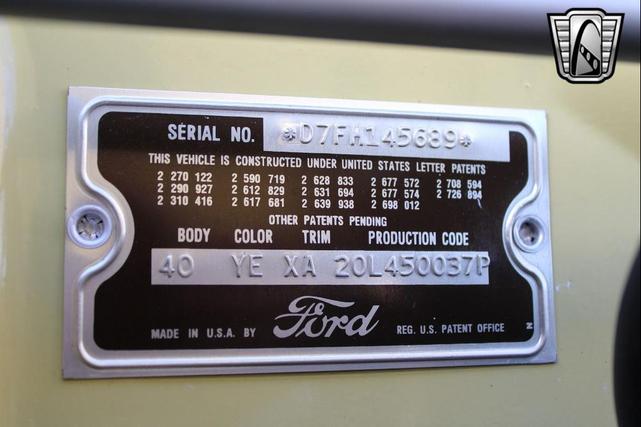 SERIAL NO. *D7FH145689*
THIS VEHICLE IS CONSTRUCTED UNDER UNITED STATES LETTER PATENTS
2 270 122 2 590 719 2 628 833 2 677 572 2 708 594
2 290 927 2 612 829 2 631 694 2 677 574 2 726 894
2 310 416 2 617 681 2 639 938 2 698 012
OTHER PATENTS PENDING
BODY COLOR TRIM PRODUCTION CODE
40 YE XA 20L450037P
MADE IN U.S.A. BY Ford REG. U.S. PATENT OFFICE N